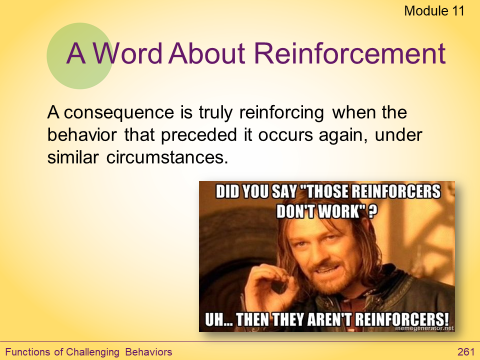 Module 11
A Word About Reinforcement
A consequence is truly reinforcing when the
behavior that preceded it occurs again, under
similar circumstances.
DID YOU SAY "THOSE REINFORCERS
DON'T WORK" ?
UH... THEN THEY AREN'T REINFORCERS!
memegenerator.net
Functions of Challenging Behaviors
261